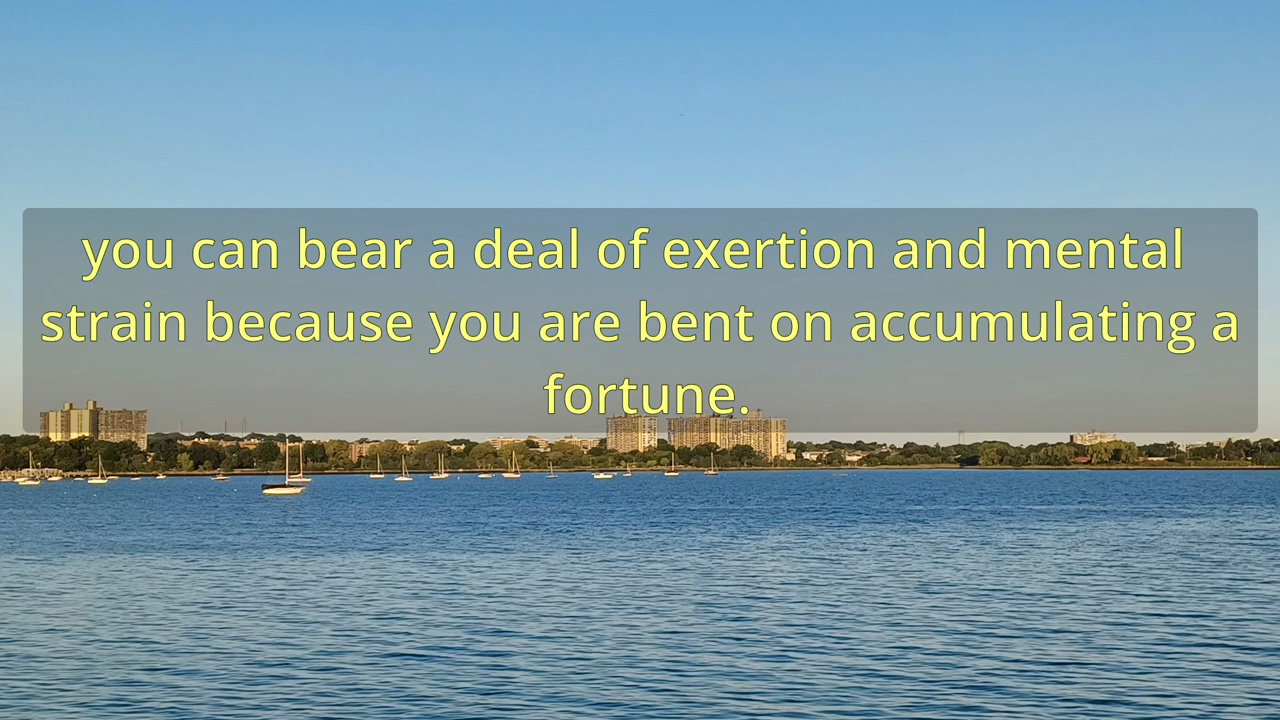 you can bear a deal of exertion and mental
strain because you are bent on accumulating a
fortune.